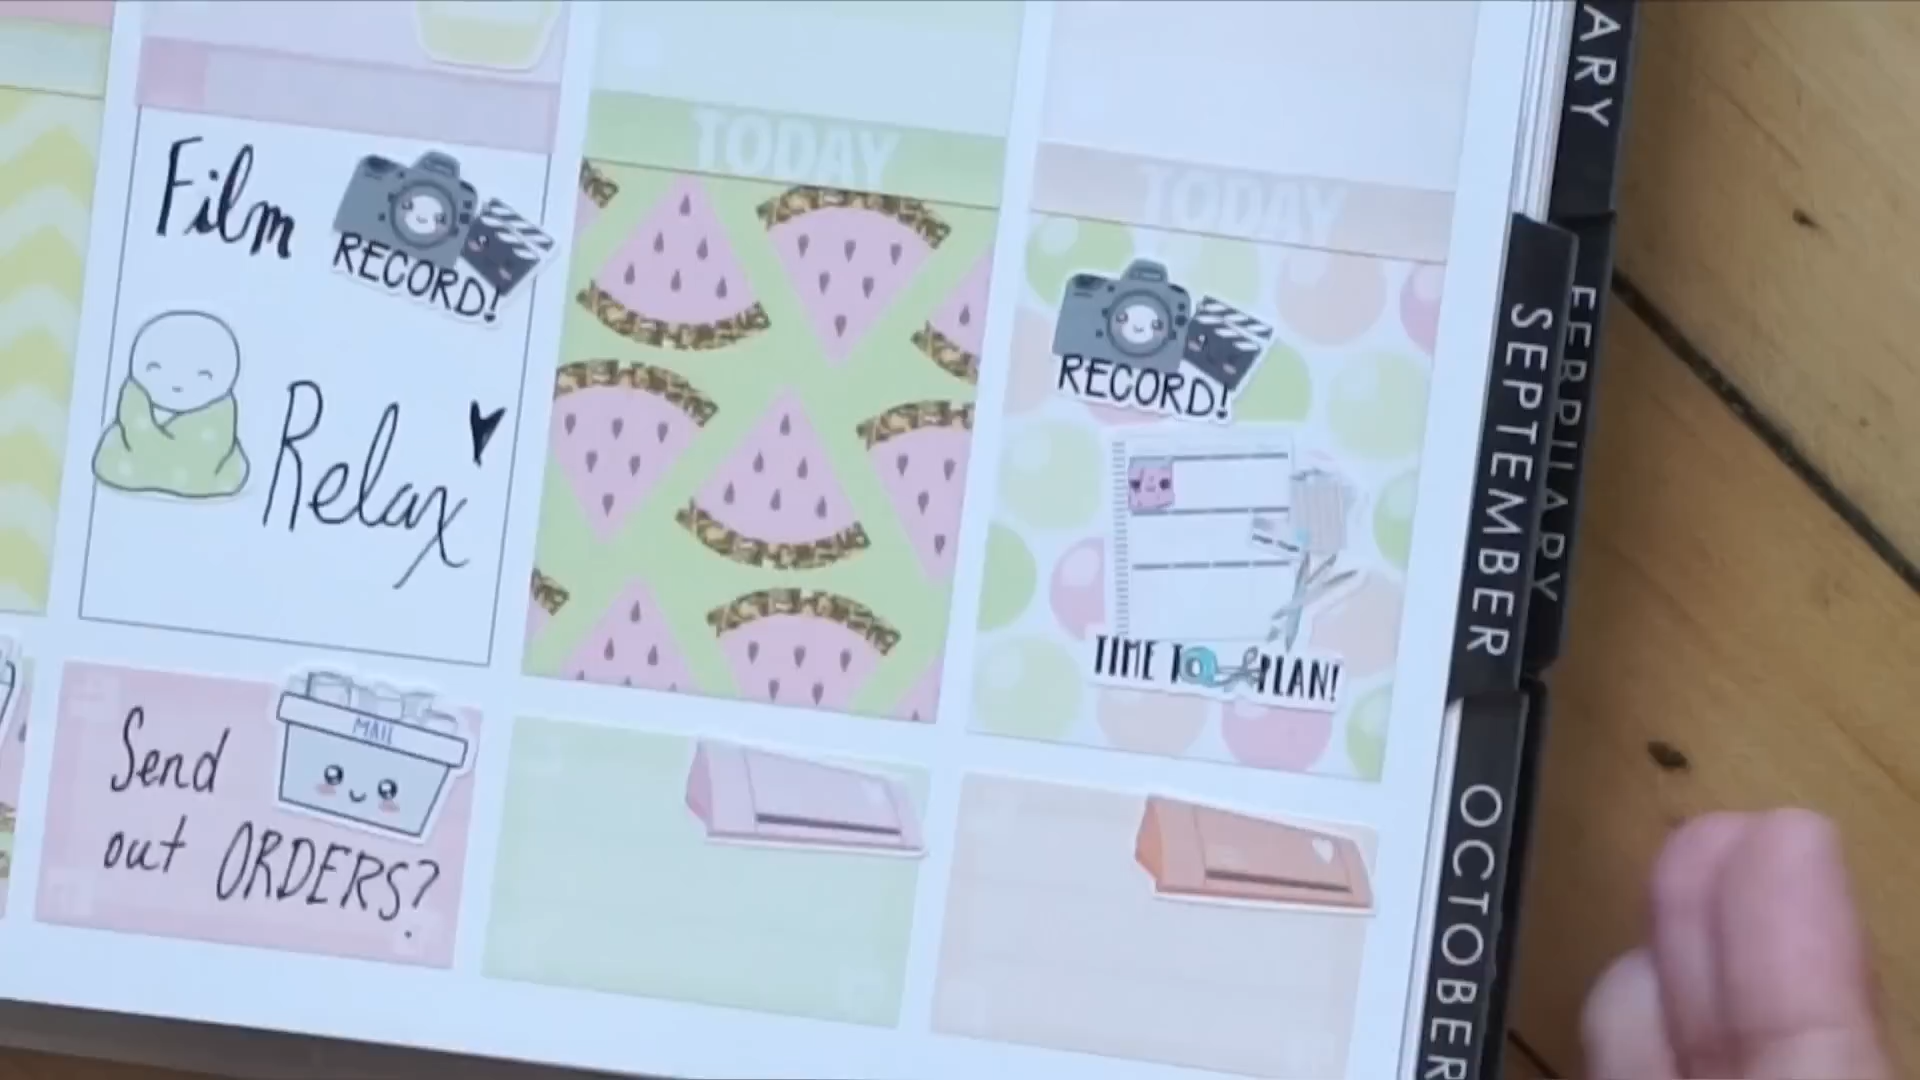 TODAY
TODAY
Film
RECORD!
Relax
RECORD!
TIME TO PLAN!
Send
MAIL
out ORDERS?
ARY
FEBRUARY
SEPTEMBER
OCTOBER